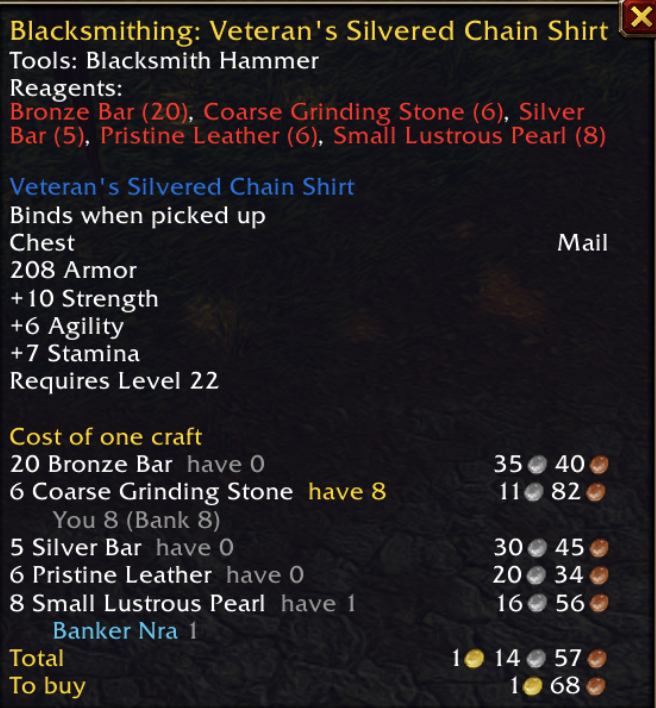 Blacksmithing: Veteran's Silvered Chain Shirt
Tools: Blacksmith Hammer
Reagents:
Bronze Bar (20), Coarse Grinding Stone (6), Silver
Bar (5), Pristine Leather (6), Small Lustrous Pearl (8)
Veteran's Silvered Chain Shirt
Binds when picked up
Chest Mail
208 Armor
+10 Strength
+6 Agility
+7 Stamina
Requires Level 22
Cost of one craft
20 Bronze Bar have 0 35 40
6 Coarse Grinding Stone have 8 11 82
You 8 (Bank 8)
5 Silver Bar have 0 30 45
6 Pristine Leather have 0 20 34
8 Small Lustrous Pearl have 1 16 56
Banker Nra 1
Total 1 14 57
To buy 1 68